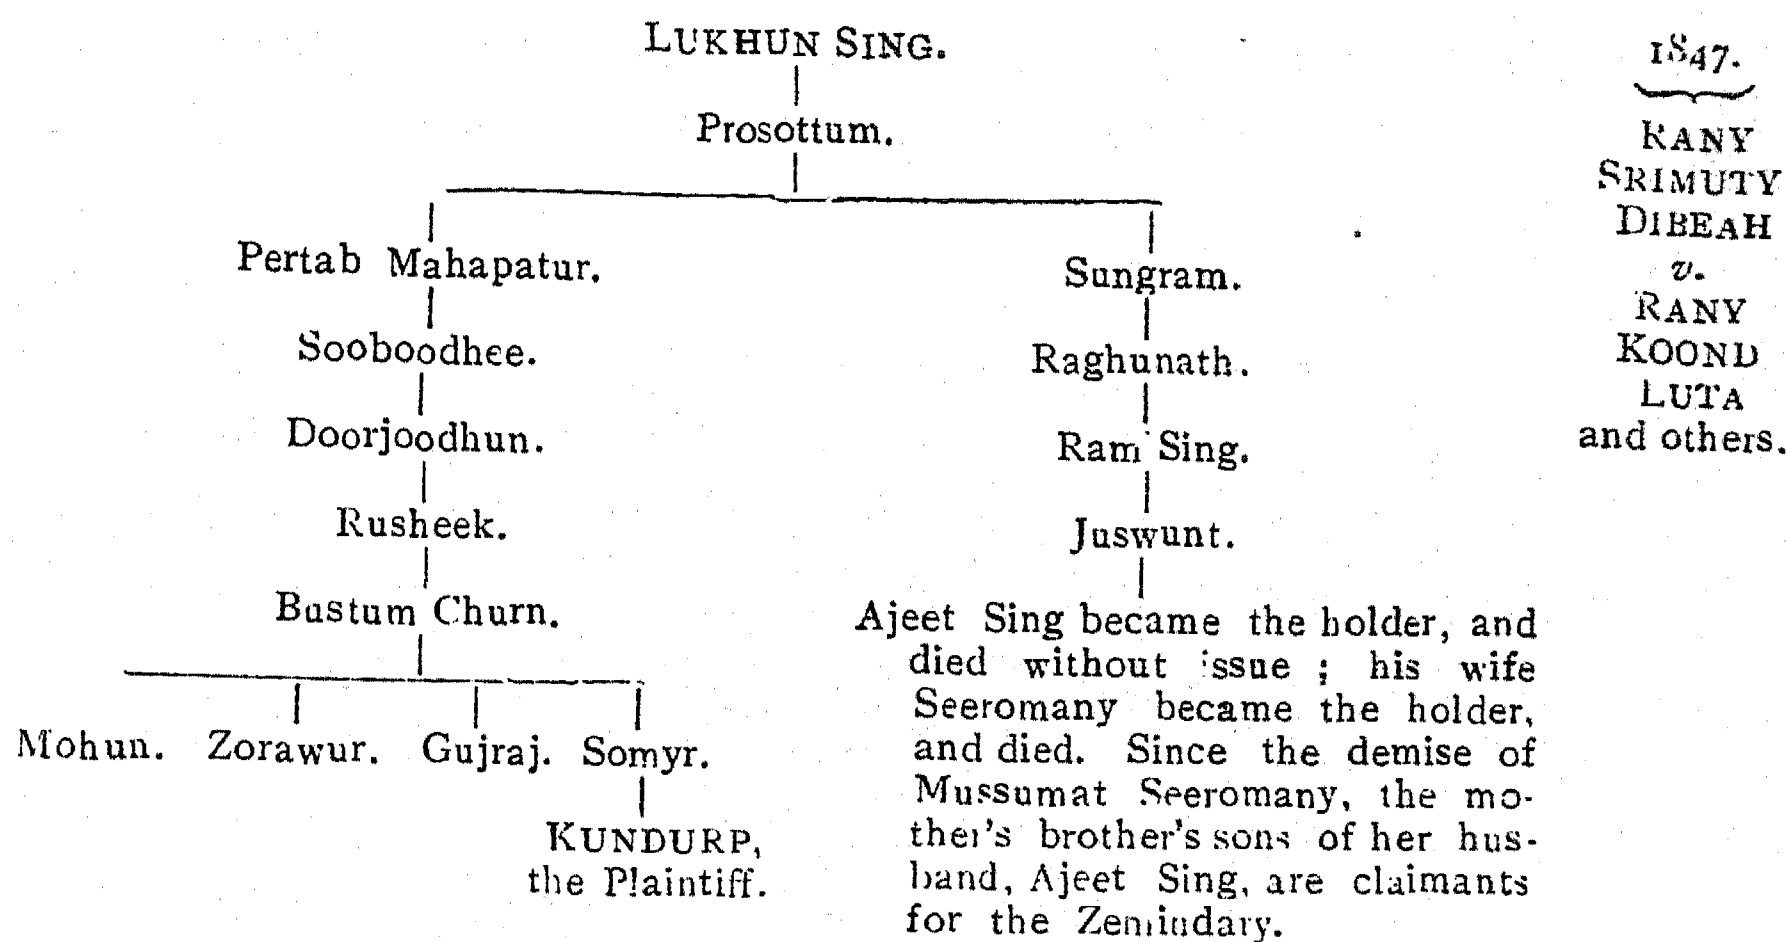 LUKHUN SING.
Prosottum.
Pertab Mahapatur.
Sooboodhee.
Doorjoodhun.
Rusheek.
Bustum Churn.
Mohun. Zorawur. Gujraj. Somyr.
KUNDURP,
the Plaintiff.
Sungram.
Raghunath.
Ram Sing.
Juswunt.
Ajeet Sing became the holder, and
died without issue ; his wife
Seeromany became the holder,
and died. Since the demise of
Mussumat Seeromany, the mo-
ther's brother's sons of her hus-
band, Ajeet Sing, are claimants
for the Zemindary.
1847.
RANY
SRIMUTY
DIBEAH
v.
RANY
KOOND
LUTA
and others.